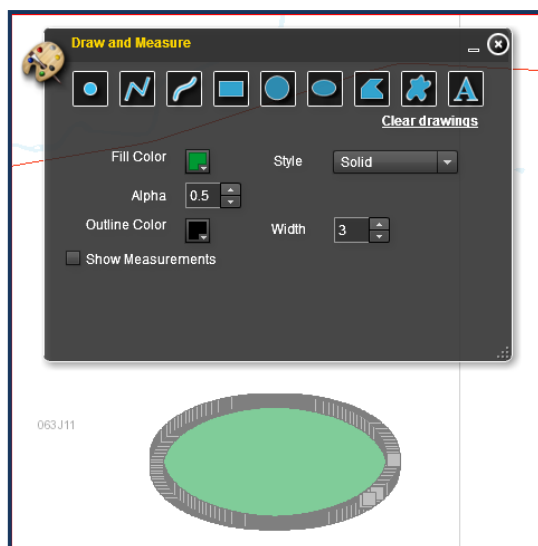 Draw and Measure
A
Clear drawings
Fill Color
Style
Solid
Alpha
0.5
Outline Color
Width
3
Show Measurements
063J11